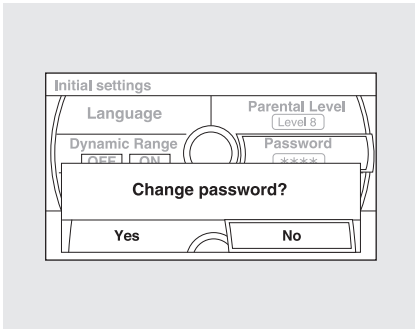 Initial settings
Language
Parental Level
Level 8
Dynamic Range
Password
OFF ON
****
Change password?
Yes
No